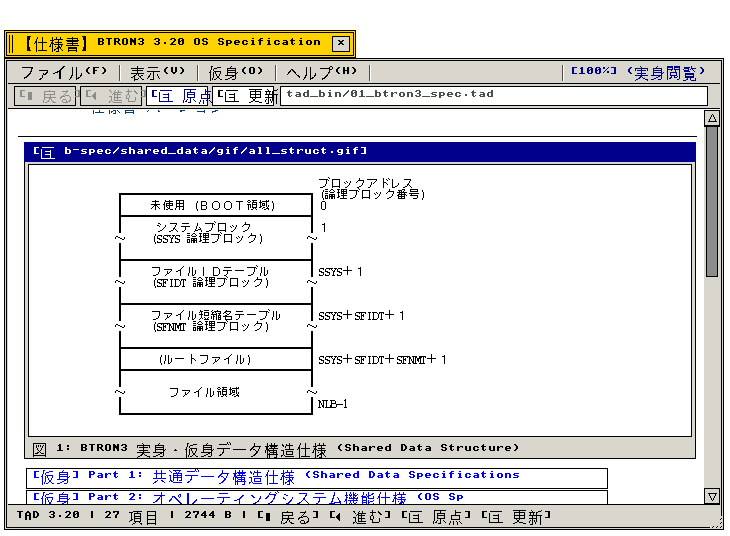 【仕様書】 BTRON3 3.20 OS Specification ×
ファイル(F) 表示(V) 仮身(O) ヘルプ(H) [100%] (実身閲覧)
戻る 進む 原点 更新 tad_bin/01_btron3_spec.tad
[図 b-spec/shared_data/gif/all_struct.gif]
ブロックアドレス
(論理ブロック番号)
未使用 (BOOT領域) 0
システムブロック 1
(SSYS 論理ブロック)
ファイルIDテーブル SSYS+1
(SFIDT 論理ブロック)
ファイル短縮名テーブル SSYS+SFIDT+1
(SFNMT 論理ブロック)
(ルートファイル) SSYS+SFIDT+SFNMT+1
ファイル領域
NLB-1
図 1: BTRON3 実身・仮身データ構造仕様 (Shared Data Structure)
[仮身] Part 1: 共通データ構造仕様 (Shared Data Specifications
[仮身] Part 2: オペレーティングシステム機能仕様 (OS Sp
TAD 3.20 | 27 項目 | 2744 B | [ 戻る] [ 進む] [ 原点] [ 更新]